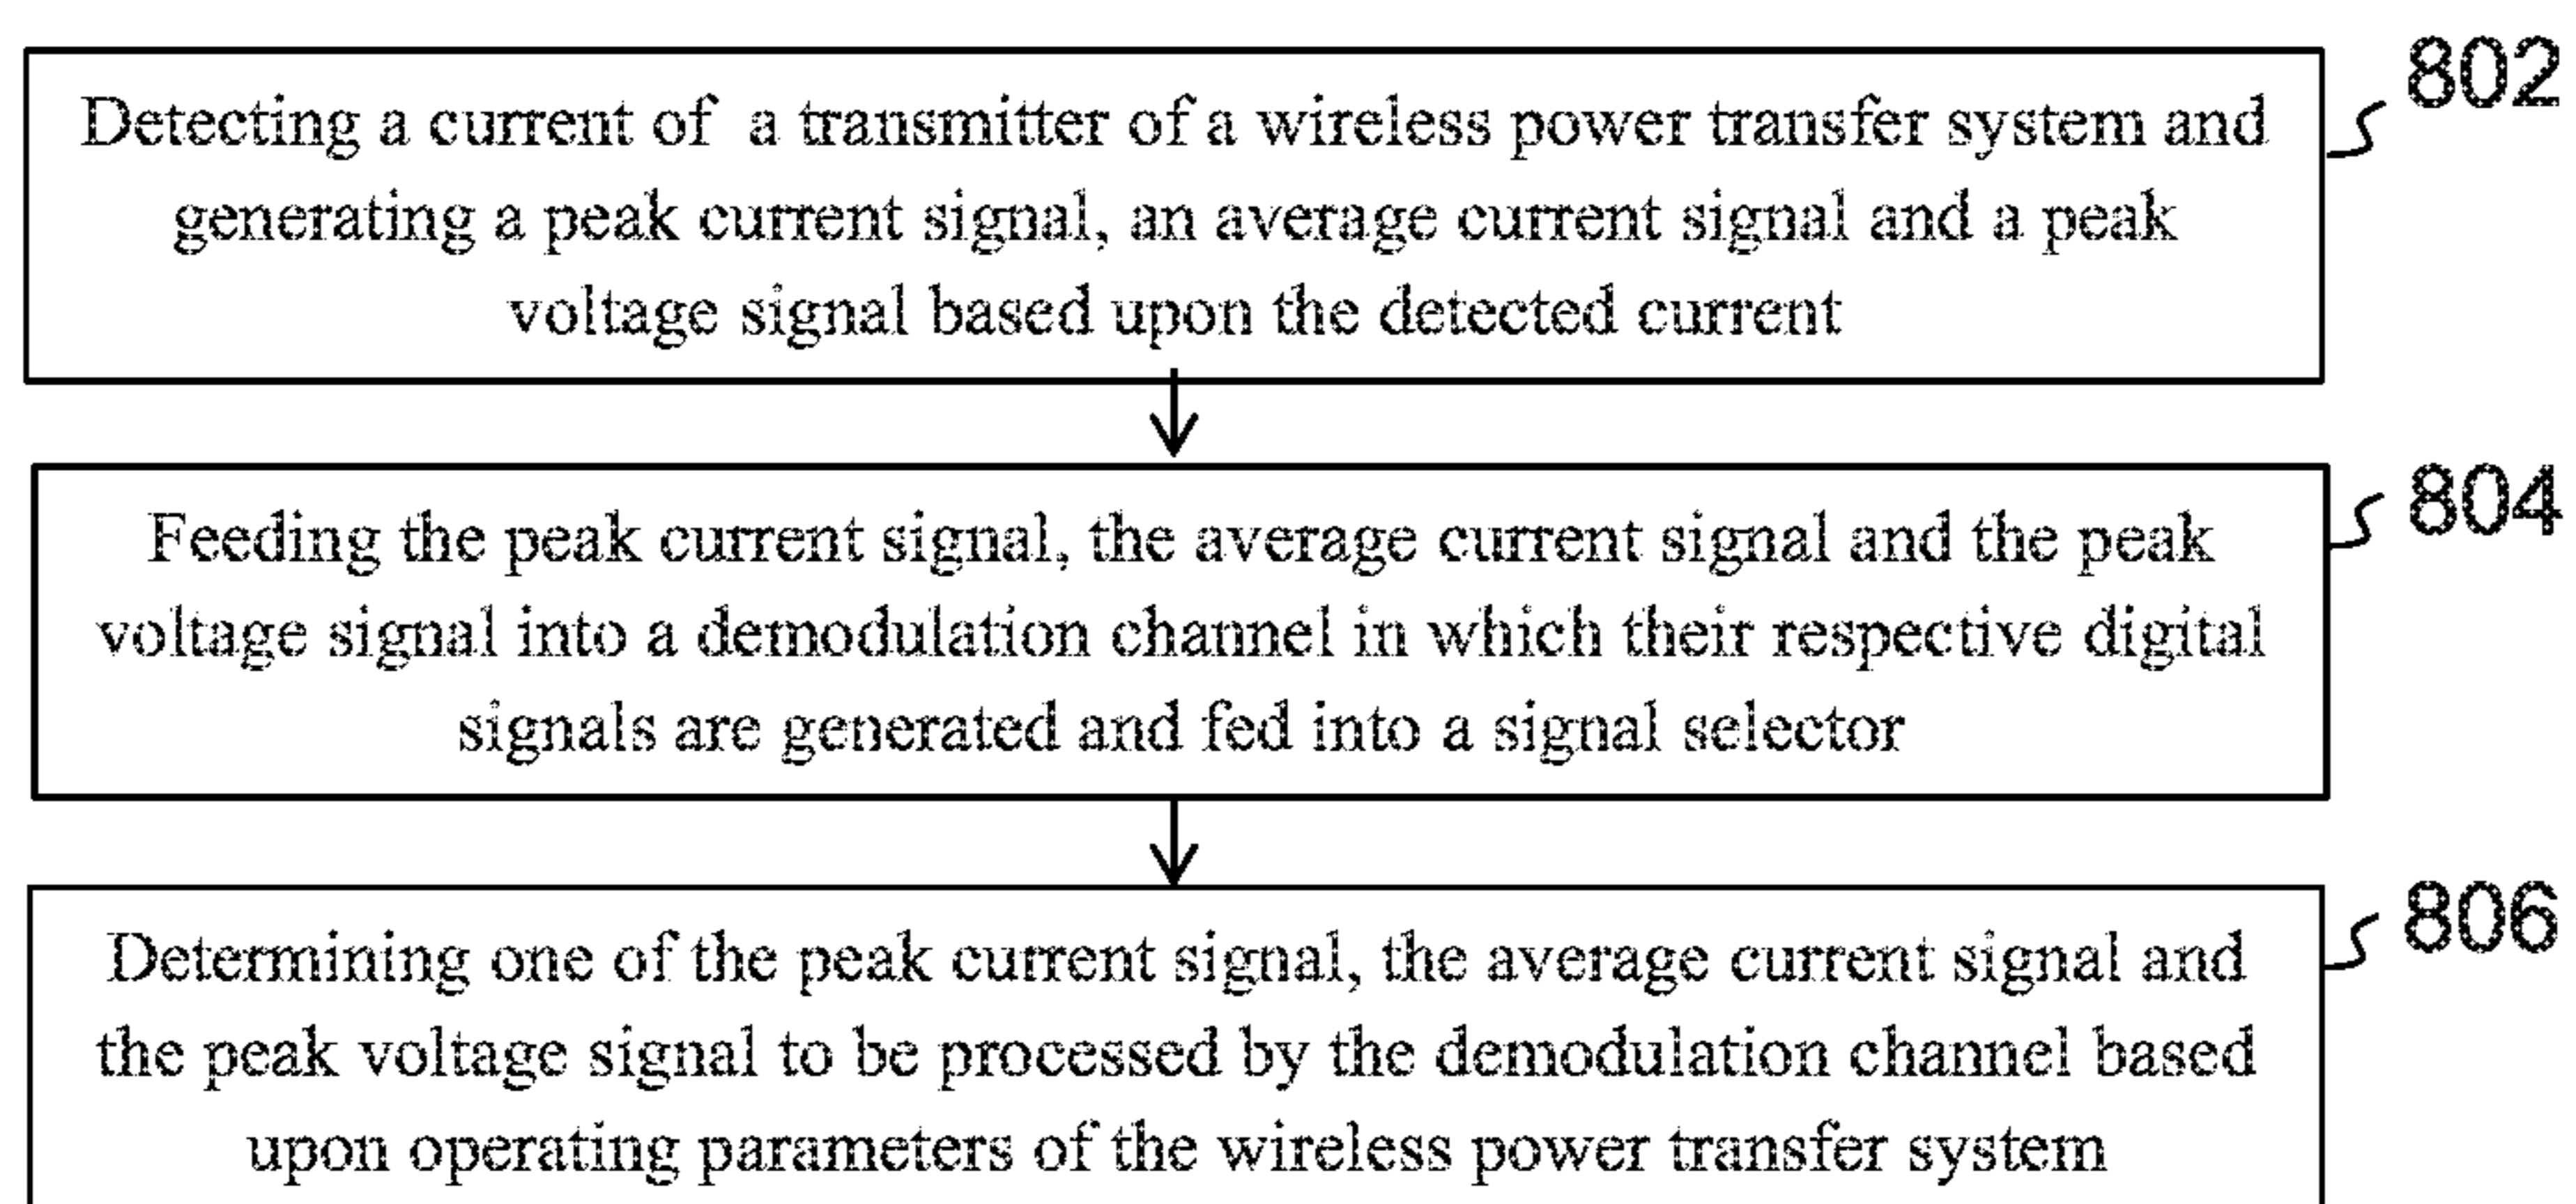 802
Detecting a current of a transmitter of a wireless power transfer system and
generating a peak current signal, an average current signal and a peak
voltage signal based upon the detected current
804
Feeding the peak current signal, the average current signal and the peak
voltage signal into a demodulation channel in which their respective digital
signals are generated and fed into a signal selector
806
Determining one of the peak current signal, the average current signal and
the peak voltage signal to be processed by the demodulation channel based
upon operating parameters of the wireless power transfer system